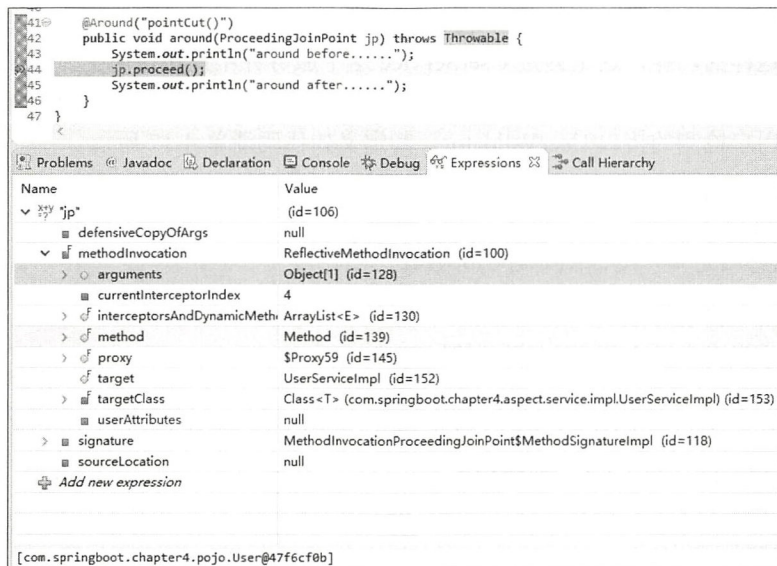 41 @Around("pointCut()")
42 public void around(ProceedingJoinPoint jp) throws Throwable {
43 System.out.println("around before......");
44 jp.proceed();
45 System.out.println("around after......");
46 }
47 }
Problems @ Javadoc Declaration Console Debug Expressions Call Hierarchy
Name Value
"jp" (id=106)
defensiveCopyOfArgs null
methodInvocation ReflectiveMethodInvocation (id=100)
arguments Object[1] (id=128)
currentInterceptorIndex 4
interceptorsAndDynamicMeth ArrayList<E> (id=130)
method Method (id=139)
proxy $Proxy59 (id=145)
target UserServiceImpl (id=152)
targetClass Class<T> (com.springboot.chapter4.aspect.service.impl.UserServiceImpl) (id=153)
userAttributes null
signature MethodInvocationProceedingJoinPoint$MethodSignatureImpl (id=118)
sourceLocation null
Add new expression
[com.springboot.chapter4.pojo.User@47f6cf0b]